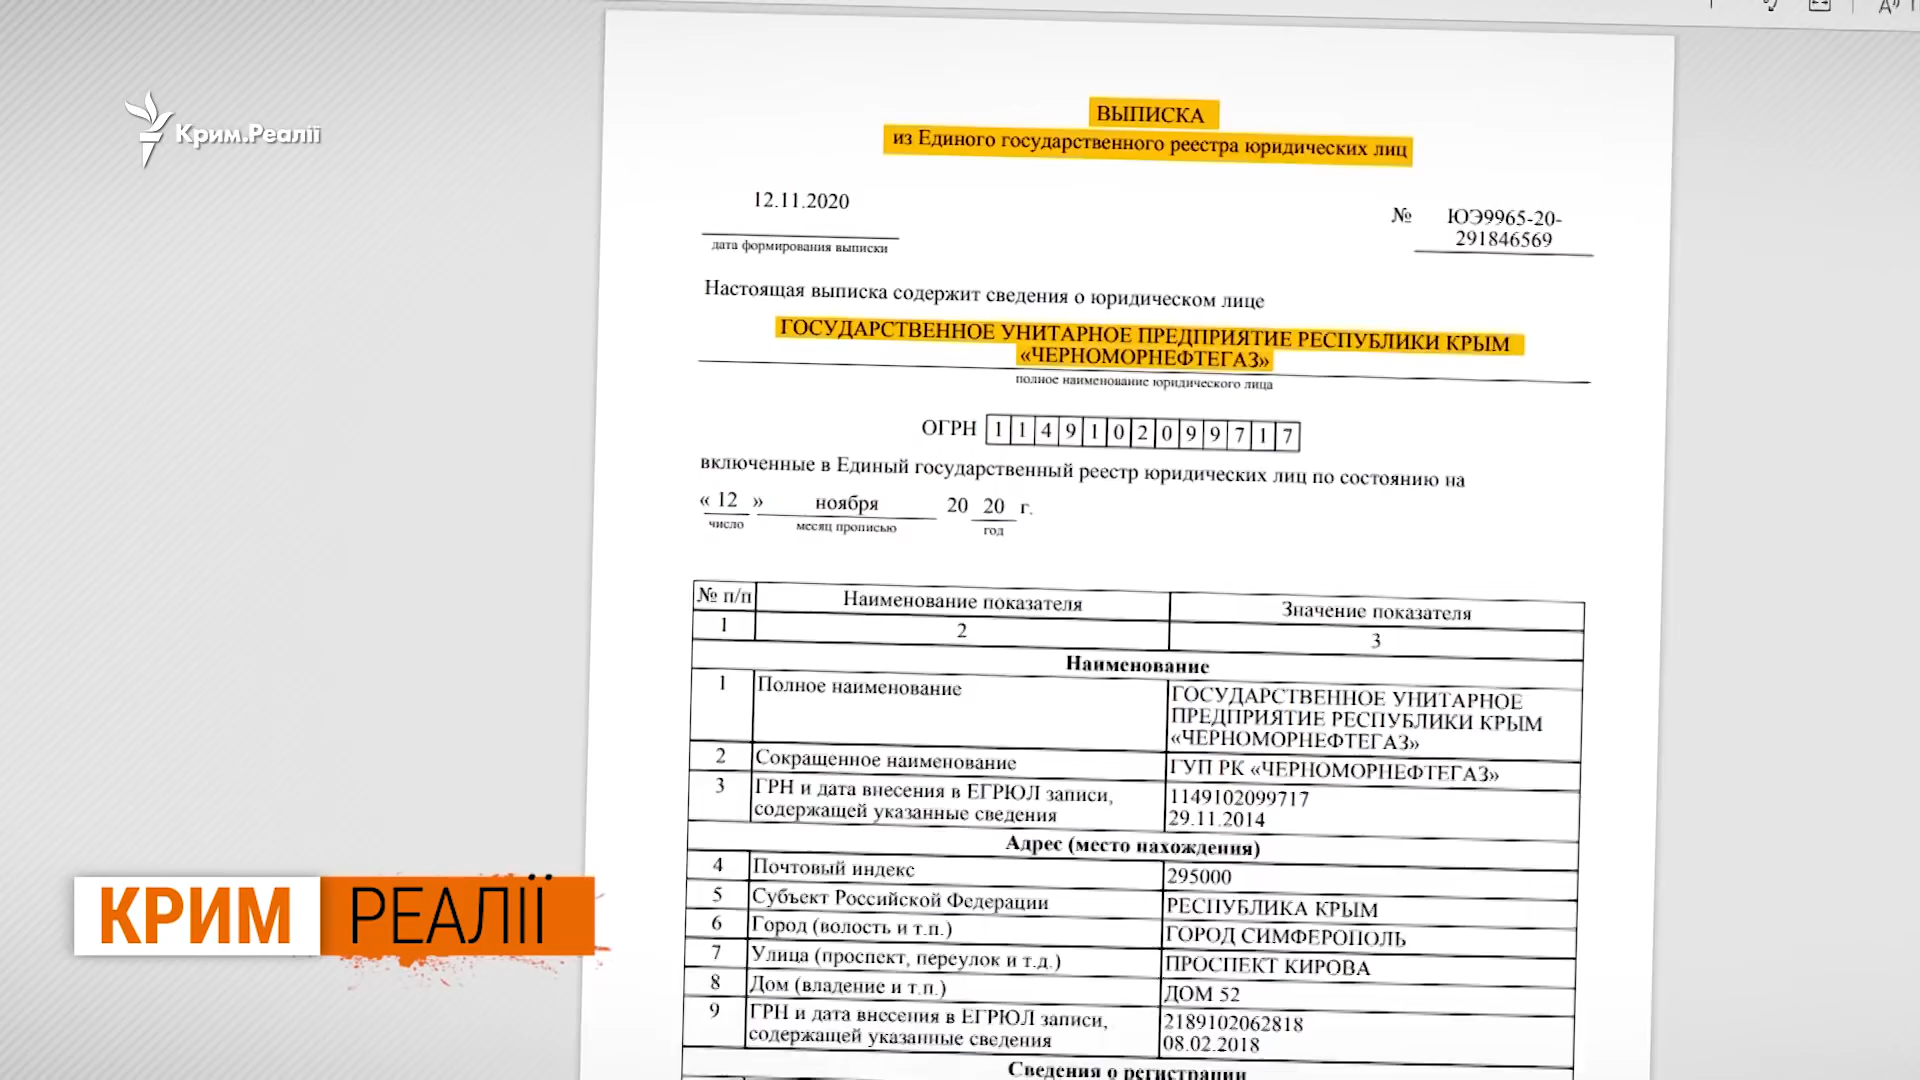 Крим.Реалії
ВЫПИСКА
из Единого государственного реестра юридических лиц
12.11.2020
дата формирования выписки
№ ЮЭ9965-20-
291846569
Настоящая выписка содержит сведения о юридическом лице
ГОСУДАРСТВЕННОЕ УНИТАРНОЕ ПРЕДПРИЯТИЕ РЕСПУБЛИКИ КРЫМ
«ЧЕРНОМОРНЕФТЕГАЗ»
полное наименование юридического лица
ОГРН 1 1 4 9 1 0 2 0 9 9 7 1 7
включенные в Единый государственный реестр юридических лиц по состоянию на
« 12 » ноября 20 20 г.
число месяц прописью год
№ п/п Наименование показателя Значение показателя
1 2 3
Наименование
1 Полное наименование ГОСУДАРСТВЕННОЕ УНИТАРНОЕ
ПРЕДПРИЯТИЕ РЕСПУБЛИКИ КРЫМ
«ЧЕРНОМОРНЕФТЕГАЗ»
2 Сокращенное наименование ГУП РК «ЧЕРНОМОРНЕФТЕГАЗ»
3 ГРН и дата внесения в ЕГРЮЛ записи, 1149102099717
содержащей указанные сведения 29.11.2014
Адрес (место нахождения)
4 Почтовый индекс 295000
5 Субъект Российской Федерации РЕСПУБЛИКА КРЫМ
6 Город (волость и т.п.) ГОРОД СИМФЕРОПОЛЬ
7 Улица (проспект, переулок и т.д.) ПРОСПЕКТ КИРОВА
8 Дом (владение и т.п.) ДОМ 52
9 ГРН и дата внесения в ЕГРЮЛ записи, 2189102062818
содержащей указанные сведения 08.02.2018
Сведения о регистрации
КРИМ РЕАЛІЇ